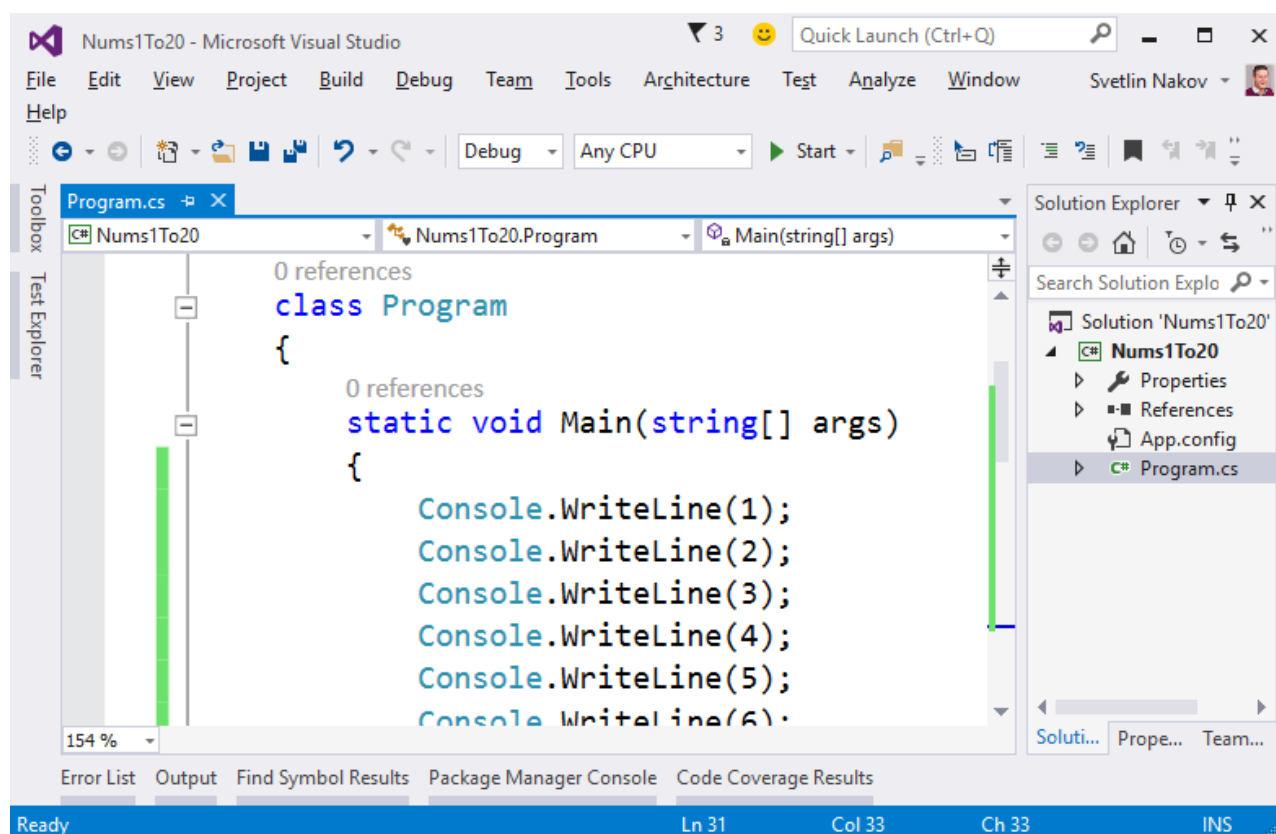 Nums1To20 - Microsoft Visual Studio 3 Quick Launch (Ctrl+Q)
File Edit View Project Build Debug Team Tools Architecture Test Analyze Window Svetlin Nakov
Help
Debug Any CPU Start
Toolbox
Test Explorer
Program.cs
C# Nums1To20 Nums1To20.Program Main(string[] args)
0 references
class Program
{
0 references
static void Main(string[] args)
{
Console.WriteLine(1);
Console.WriteLine(2);
Console.WriteLine(3);
Console.WriteLine(4);
Console.WriteLine(5);
Console.WriteLine(6);
154 %
Solution Explorer
Search Solution Explo
Solution 'Nums1To20'
C# Nums1To20
Properties
References
App.config
C# Program.cs
Soluti... Prope... Team...
Error List Output Find Symbol Results Package Manager Console Code Coverage Results
Ready Ln 31 Col 33 Ch 33 INS